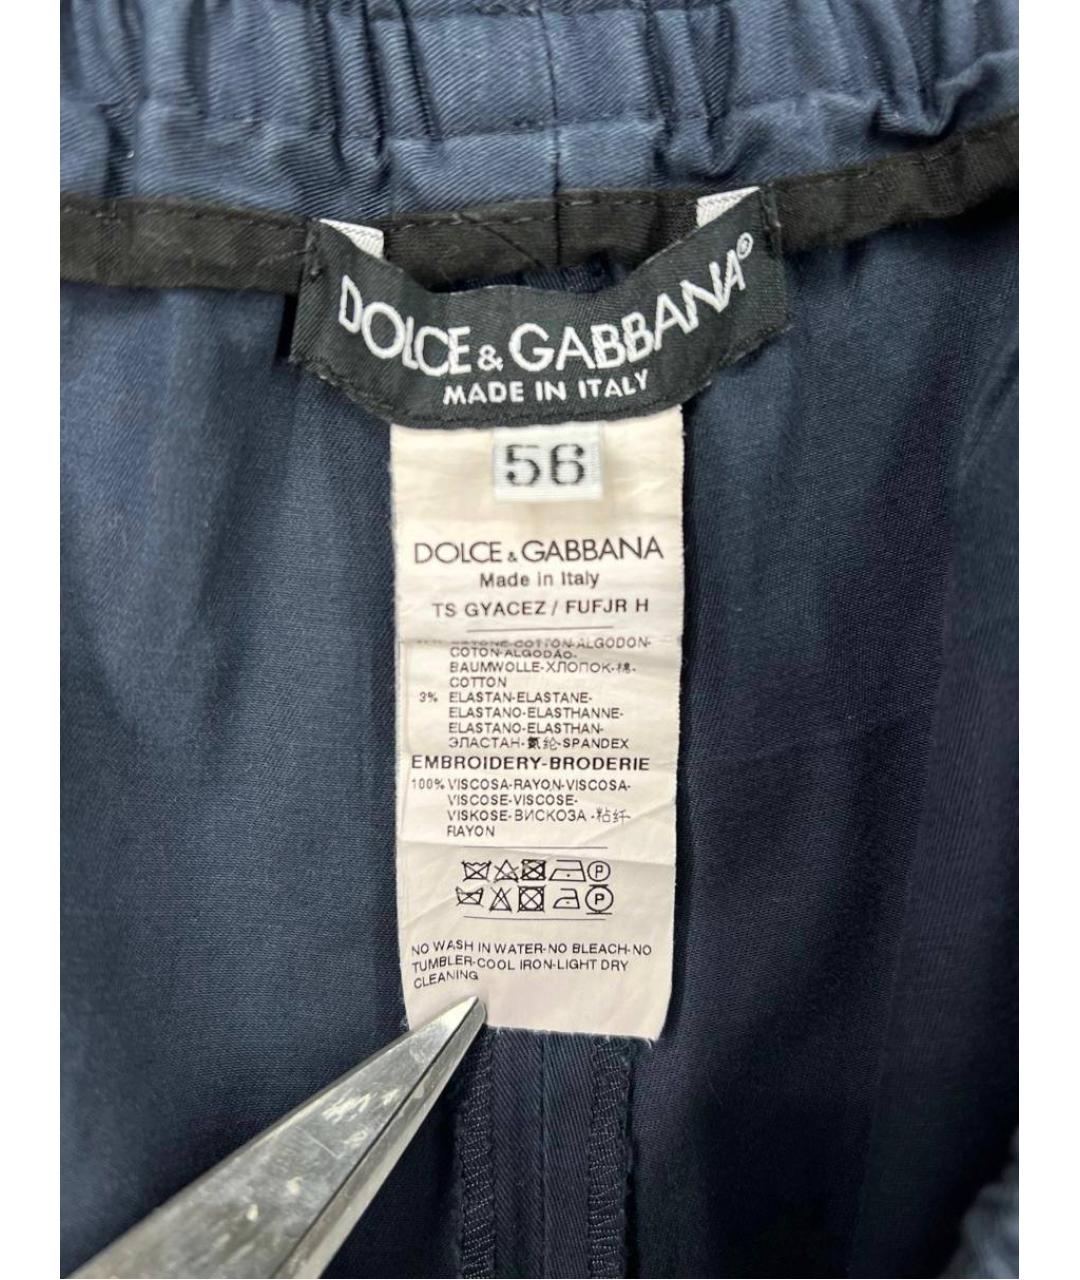 DOLCE & GABBANA®
MADE IN ITALY
56
DOLCE & GABBANA
Made in Italy
TS GYACEZ / FUFJR H
COTONE-COTTON-ALGODON-
COTON-ALGODÃO-
BAUMWOLLE-ХЛОПОК-棉-
COTTON
3% ELASTAN-ELASTANE-
ELASTANO-ELASTHANNE-
ELASTANO-ELASTHAN-
ЭЛАСТАН-氨纶-SPANDEX
EMBROIDERY-BRODERIE
100% VISCOSA-RAYON-VISCOSA-
VISCOSE-VISCOSE-
VISKOSE-ВИСКОЗА-粘纤-
RAYON
P
P
NO WASH IN WATER-NO BLEACH-NO
TUMBLER-COOL IRON-LIGHT DRY
CLEANING